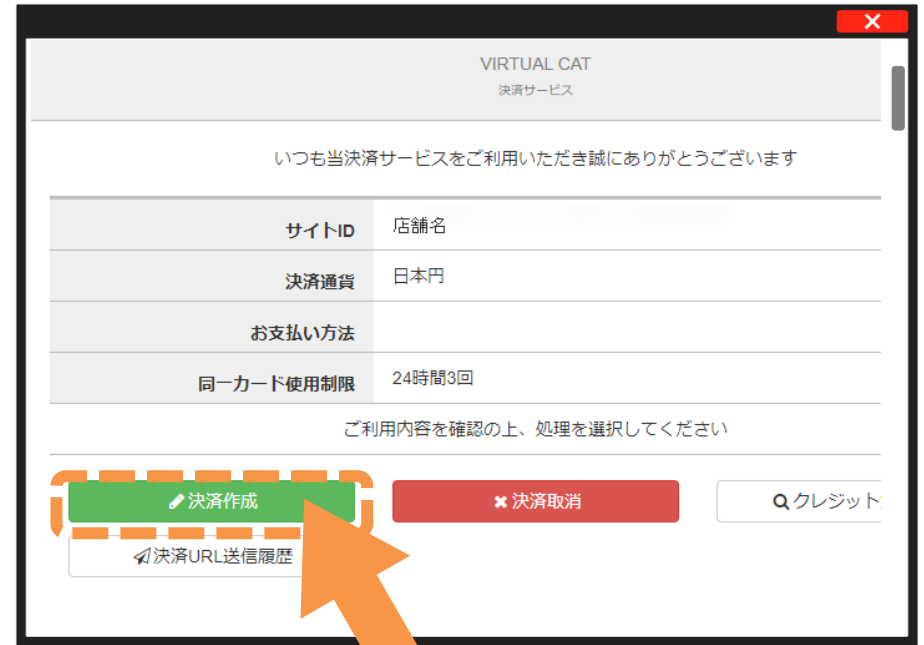 VIRTUAL CAT
決済サービス
いつも当決済サービスをご利用いただき誠にありがとうございます
サイトID 店舗名
決済通貨 日本円
お支払い方法
同一カード使用制限 24時間3回
ご利用内容を確認の上、処理を選択してください
決済作成 決済取消 クレジット
決済URL送信履歴